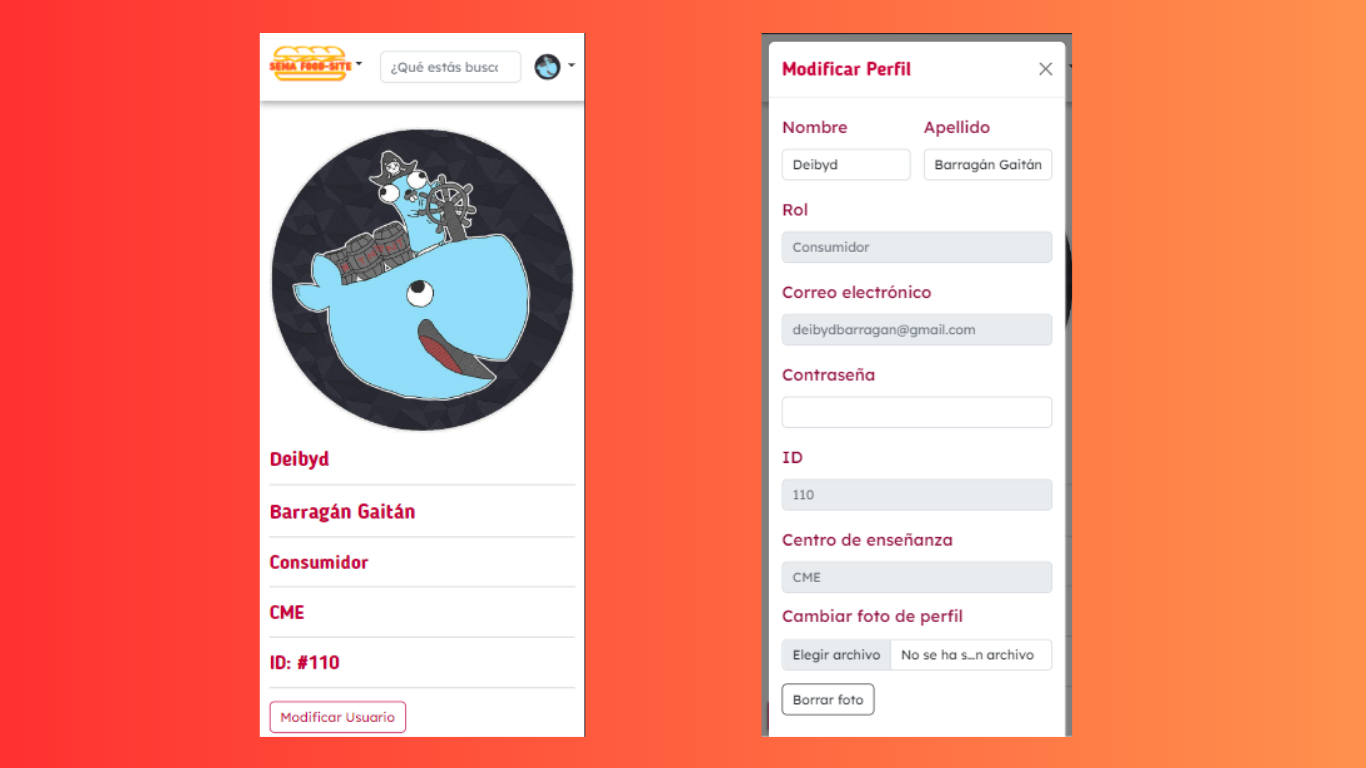 SENA FOOD-SITE
¿Qué estás busc
Deibyd
Barragán Gaitán
Consumidor
CME
ID: #110
Modificar Usuario
Modificar Perfil
Nombre
Apellido
Deibyd
Barragán Gaitán
Rol
Consumidor
Correo electrónico
deibydbarragan@gmail.com
Contraseña
ID
110
Centro de enseñanza
CME
Cambiar foto de perfil
Elegir archivo
No se ha s...n archivo
Borrar foto